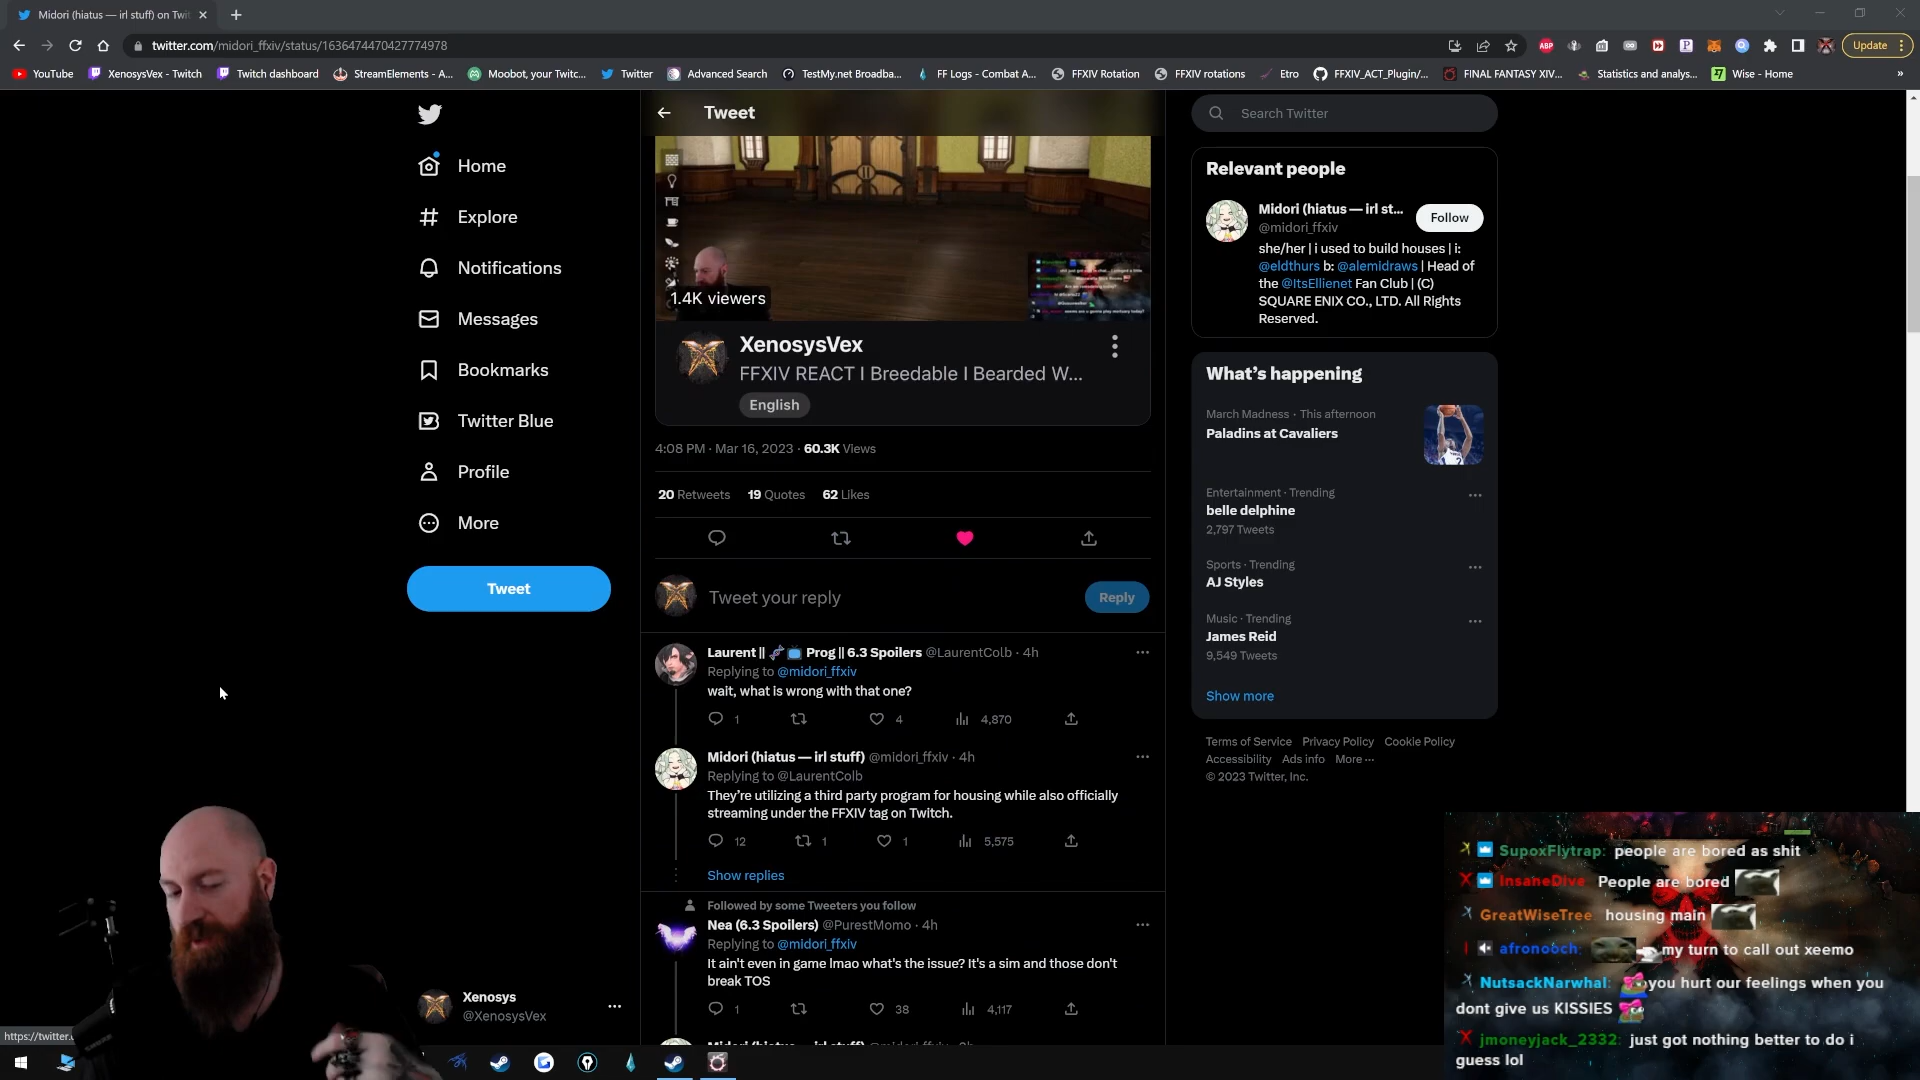 Midori (hiatus — irl stuff) on Twit
twitter.com/midori_ffxiv/status/1636474470427774978
ABP
Update
YouTube
XenosysVex - Twitch
Twitch dashboard
StreamElements - A...
Moobot, your Twitc...
Twitter
Advanced Search
TestMy.net Broadba...
FF Logs - Combat A...
FFXIV Rotation
FFXIV rotations
Etro
FFXIV_ACT_Plugin/...
FINAL FANTASY XIV...
Statistics and analys...
Wise - Home
»
Home
Explore
Notifications
Messages
Bookmarks
Twitter Blue
Profile
More
Tweet
Xenosys
@XenosysVex
https://twitter.
Tweet
1.4K viewers
XenosysVex
FFXIV REACT I Breedable I Bearded W...
English
4:08 PM · Mar 16, 2023 · 60.3K Views
20 Retweets 19 Quotes 62 Likes
Tweet your reply
Reply
Laurent || Prog || 6.3 Spoilers @LaurentColb · 4h
Replying to @midori_ffxiv
wait, what is wrong with that one?
1 4 4,870
Midori (hiatus — irl stuff) @midori_ffxiv · 4h
Replying to @LaurentColb
They're utilizing a third party program for housing while also officially
streaming under the FFXIV tag on Twitch.
12 1 1 5,575
Show replies
Followed by some Tweeters you follow
Nea (6.3 Spoilers) @PurestMomo · 4h
Replying to @midori_ffxiv
It ain't even in game lmao what's the issue? It's a sim and those don't
break TOS
1 38 4,117
Midori (hiatus — irl stuff) @midori_ffxiv
Search Twitter
Relevant people
Midori (hiatus — irl st...
@midori_ffxiv
Follow
she/her | i used to build houses | i:
@eldthurs b: @alemidraws | Head of
the @ItsEllienet Fan Club | (C)
SQUARE ENIX CO., LTD. All Rights
Reserved.
What's happening
March Madness · This afternoon
Paladins at Cavaliers
Entertainment · Trending
belle delphine
2,797 Tweets
Sports · Trending
AJ Styles
Music · Trending
James Reid
9,549 Tweets
Show more
Terms of Service Privacy Policy Cookie Policy
Accessibility Ads info More ···
© 2023 Twitter, Inc.
SupoxFlytrap: people are bored as shit
InsaneDive: People are bored
GreatWiseTree: housing main
afronooch: my turn to call out xeemo
NutsackNarwhal: you hurt our feelings when you
dont give us KISSIES
jmoneyjack_2332: just got nothing better to do i
guess lol